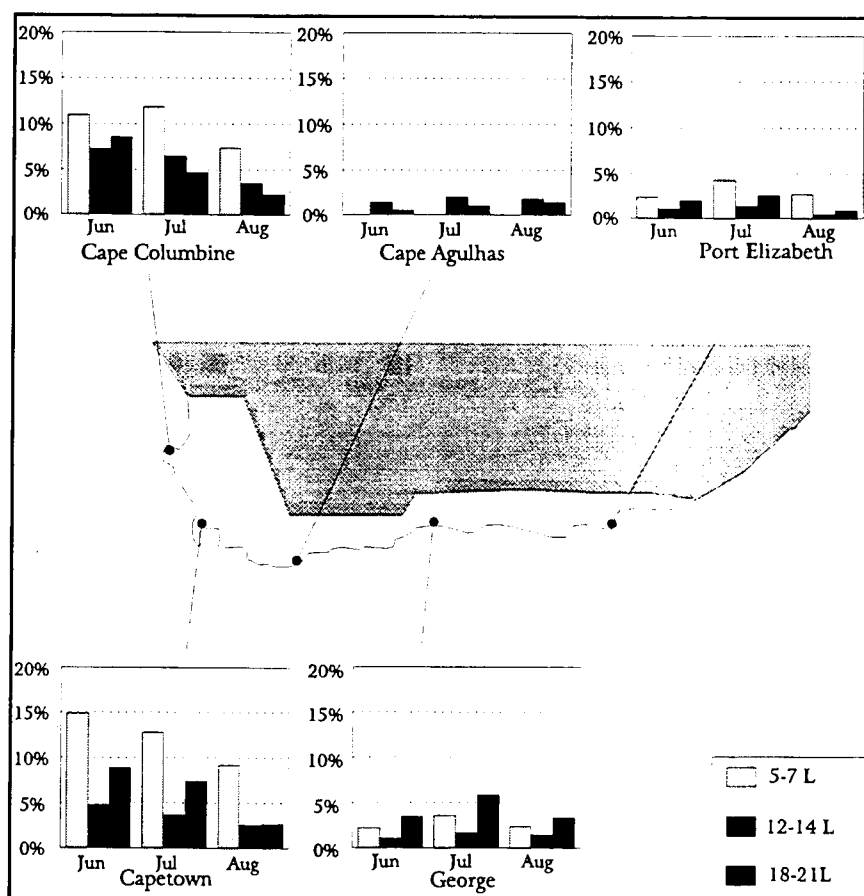 20%
15%
10%
5%
0%
Jun Jul Aug
Cape Columbine
20%
15%
10%
5%
0%
Jun Jul Aug
Cape Agulhas
20%
15%
10%
5%
0%
Jun Jul Aug
Port Elizabeth
20%
15%
10%
5%
0%
Jun Jul Aug
Capetown
20%
15%
10%
5%
0%
Jun Jul Aug
George
5-7 L
12-14 L
18-21L